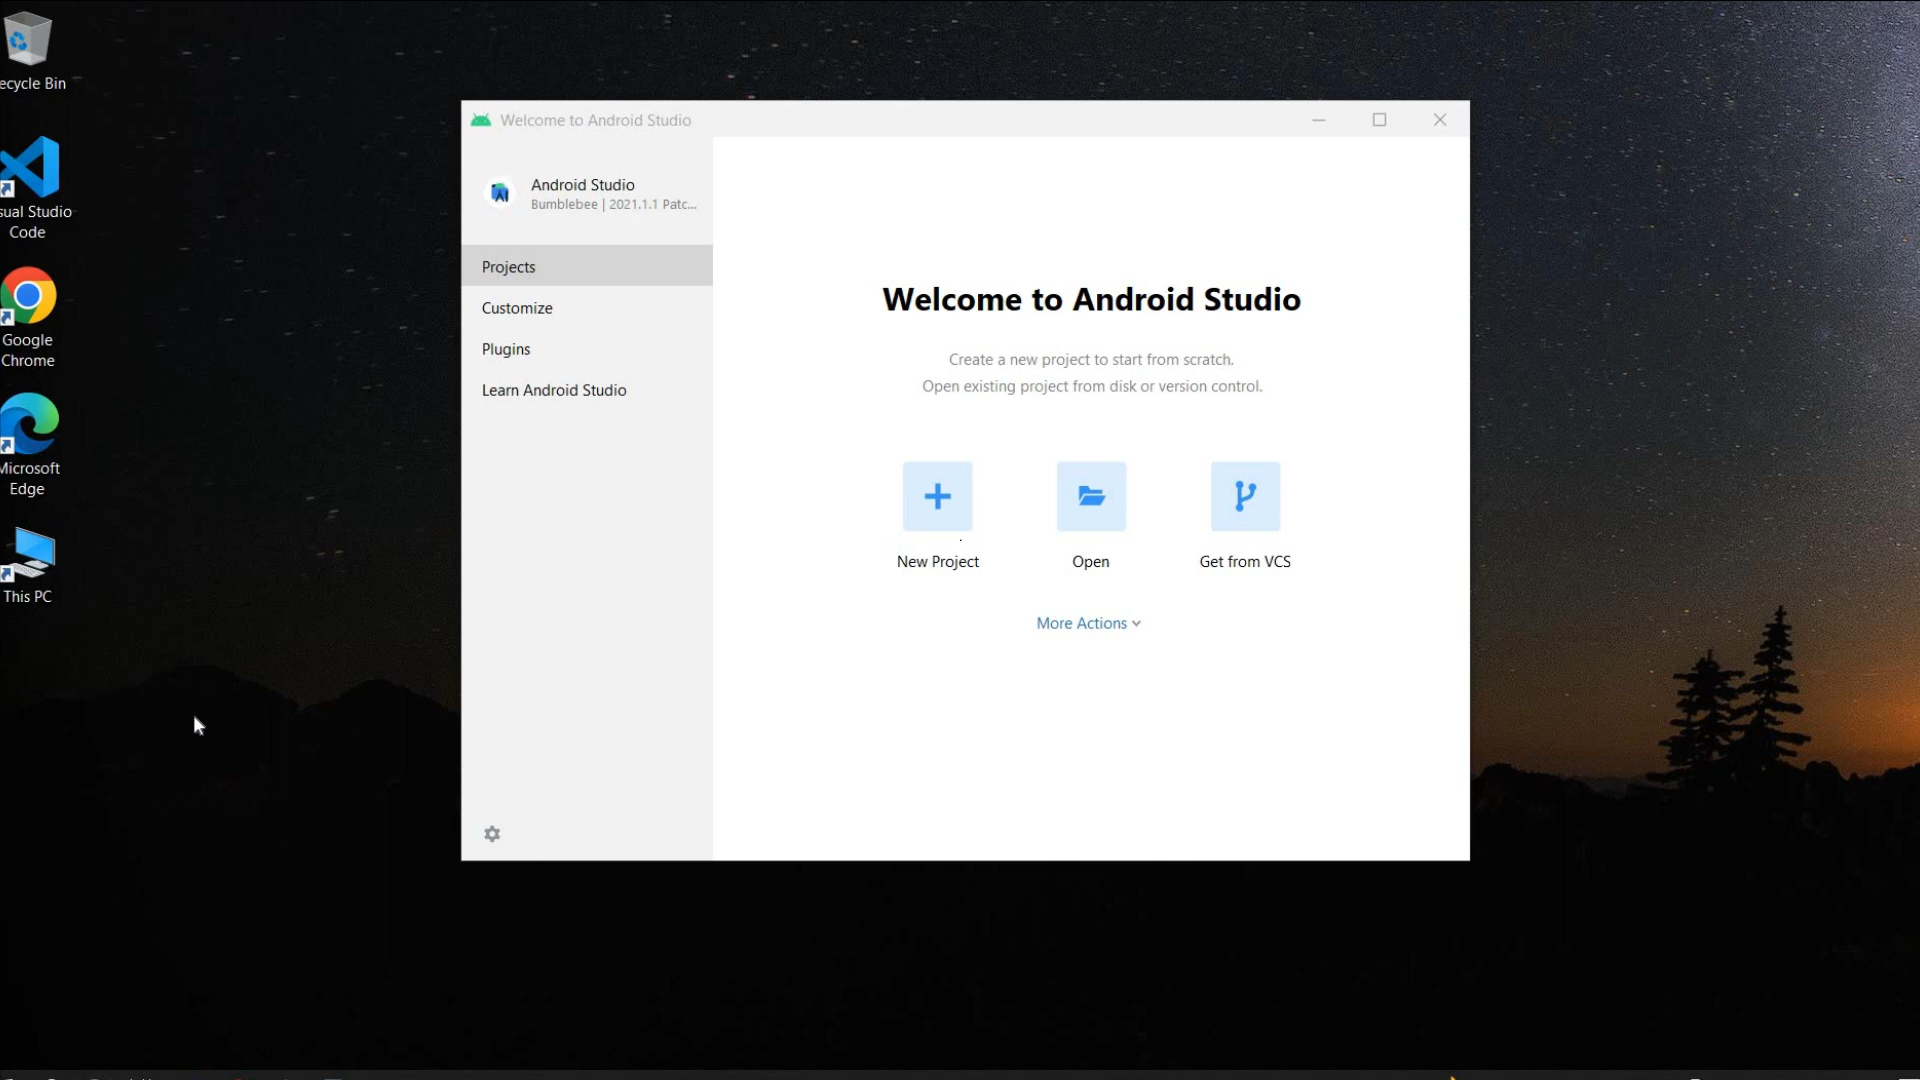 ecycle Bin
sual Studio
Code
Google
Chrome
Microsoft
Edge
This PC
Welcome to Android Studio
Android Studio
Bumblebee | 2021.1.1 Patc...
Projects
Customize
Plugins
Learn Android Studio
Welcome to Android Studio
Create a new project to start from scratch.
Open existing project from disk or version control.
New Project
Open
Get from VCS
More Actions